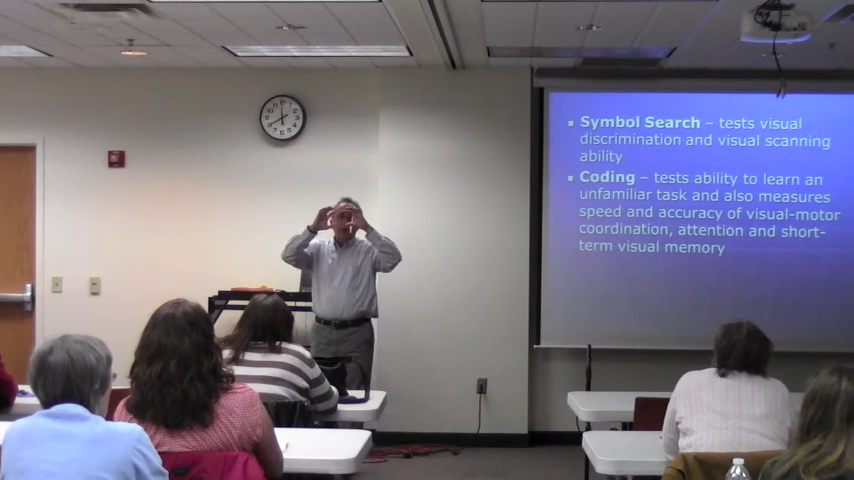 ▪ Symbol Search – tests visual
discrimination and visual scanning
ability
▪ Coding – tests ability to learn an
unfamiliar task and also measures
speed and accuracy of visual-motor
coordination, attention and short-
term visual memory